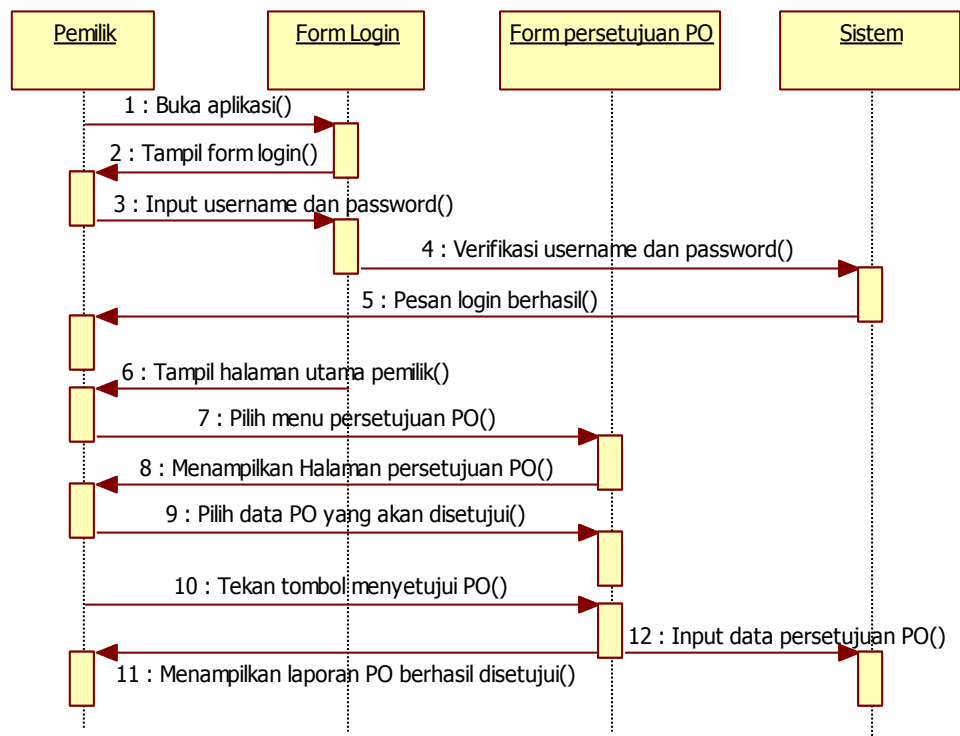 Pemilik
Form Login
Form persetujuan PO
Sistem
1 : Buka aplikasi()
2 : Tampil form login()
3 : Input username dan password()
4 : Verifikasi username dan password()
5 : Pesan login berhasil()
6 : Tampil halaman utama pemilik()
7 : Pilih menu persetujuan PO()
8 : Menampilkan Halaman persetujuan PO()
9 : Pilih data PO yang akan disetujui()
10 : Tekan tombol menyetujui PO()
12 : Input data persetujuan PO()
11 : Menampilkan laporan PO berhasil disetujui()